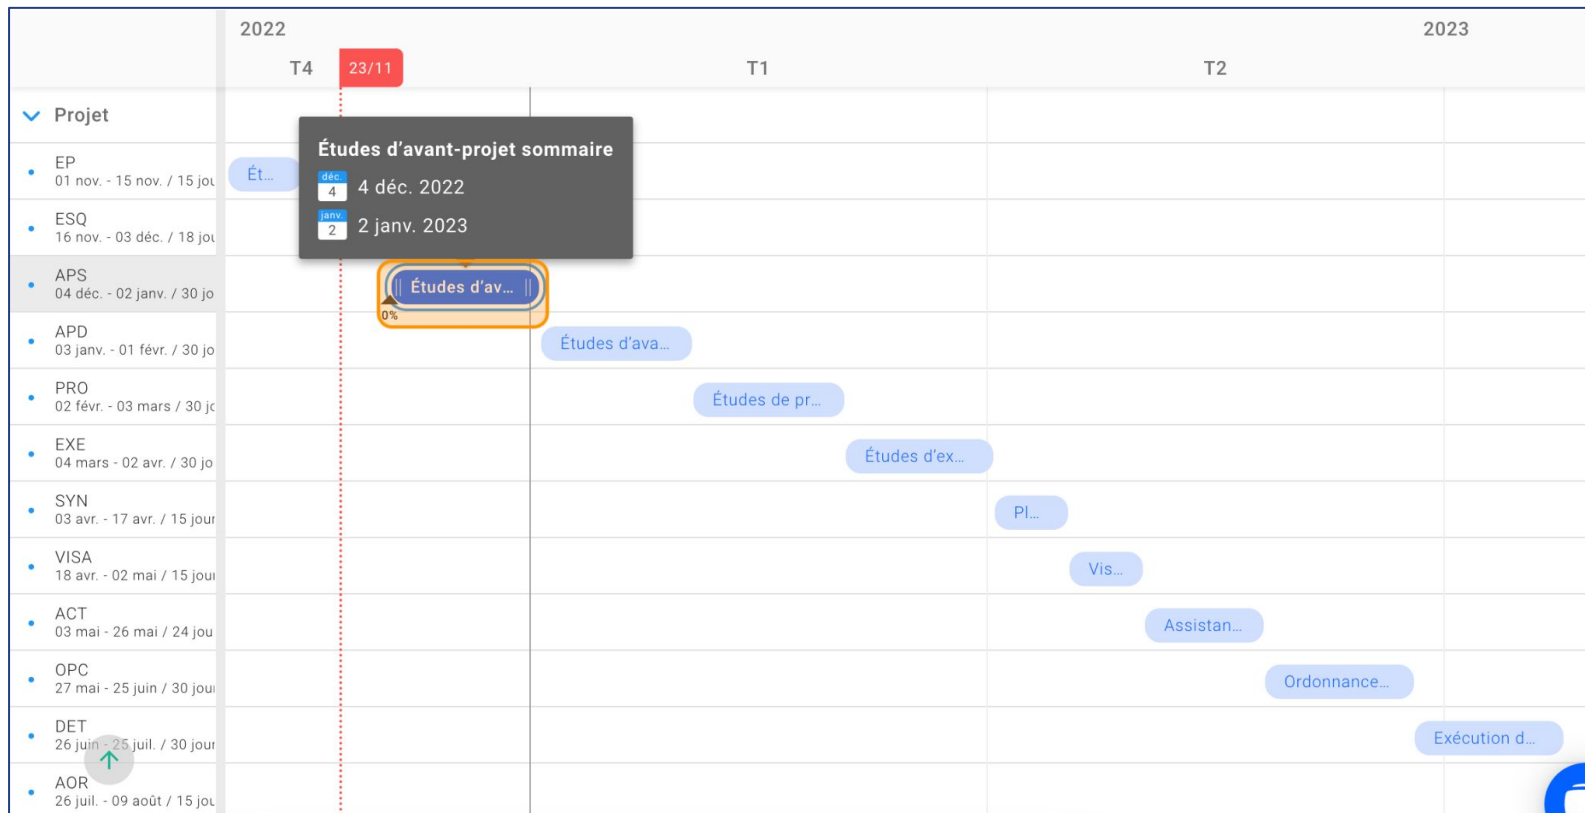 2022
2023
T4
23/11
T1
T2
Projet
EP
01 nov. - 15 nov. / 15 jou
Ét...
ESQ
16 nov. - 03 déc. / 18 jou
Études d'avant-projet sommaire
déc.
4
4 déc. 2022
janv.
2
2 janv. 2023
APS
04 déc. - 02 janv. / 30 jo
Études d'av...
0%
APD
03 janv. - 01 févr. / 30 jo
Études d'ava...
PRO
02 févr. - 03 mars / 30 jo
Études de pr...
EXE
04 mars - 02 avr. / 30 jo
Études d'ex...
SYN
03 avr. - 17 avr. / 15 jour
Pl...
VISA
18 avr. - 02 mai / 15 jou
Vis...
ACT
03 mai - 26 mai / 24 jou
Assistan...
OPC
27 mai - 25 juin / 30 jou
Ordonnance...
DET
26 juin - 25 juil. / 30 jour
Exécution d...
AOR
26 juil. - 09 août / 15 jou